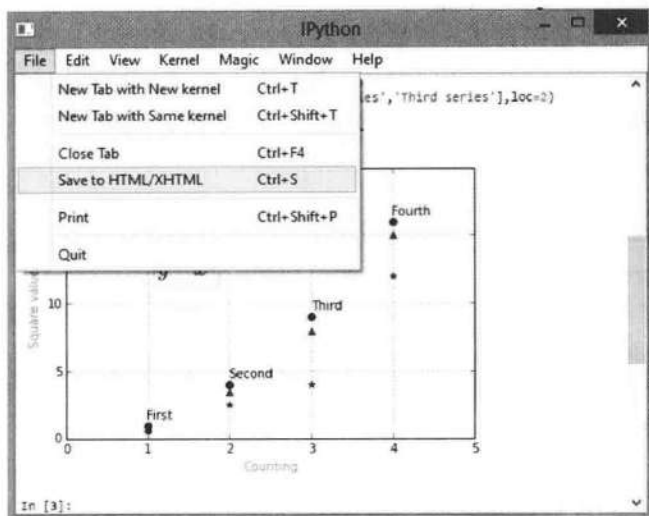 IPython
File Edit View Kernel Magic Window Help
New Tab with New kernel Ctrl+T
New Tab with Same kernel Ctrl+Shift+T
Close Tab Ctrl+F4
Save to HTML/XHTML Ctrl+S
Print Ctrl+Shift+P
Quit
es','Third series'],loc=2)
Fourth
Third
Second
First
10
5
0
0 1 2 3 4 5
Square value
Counting
In [3]: